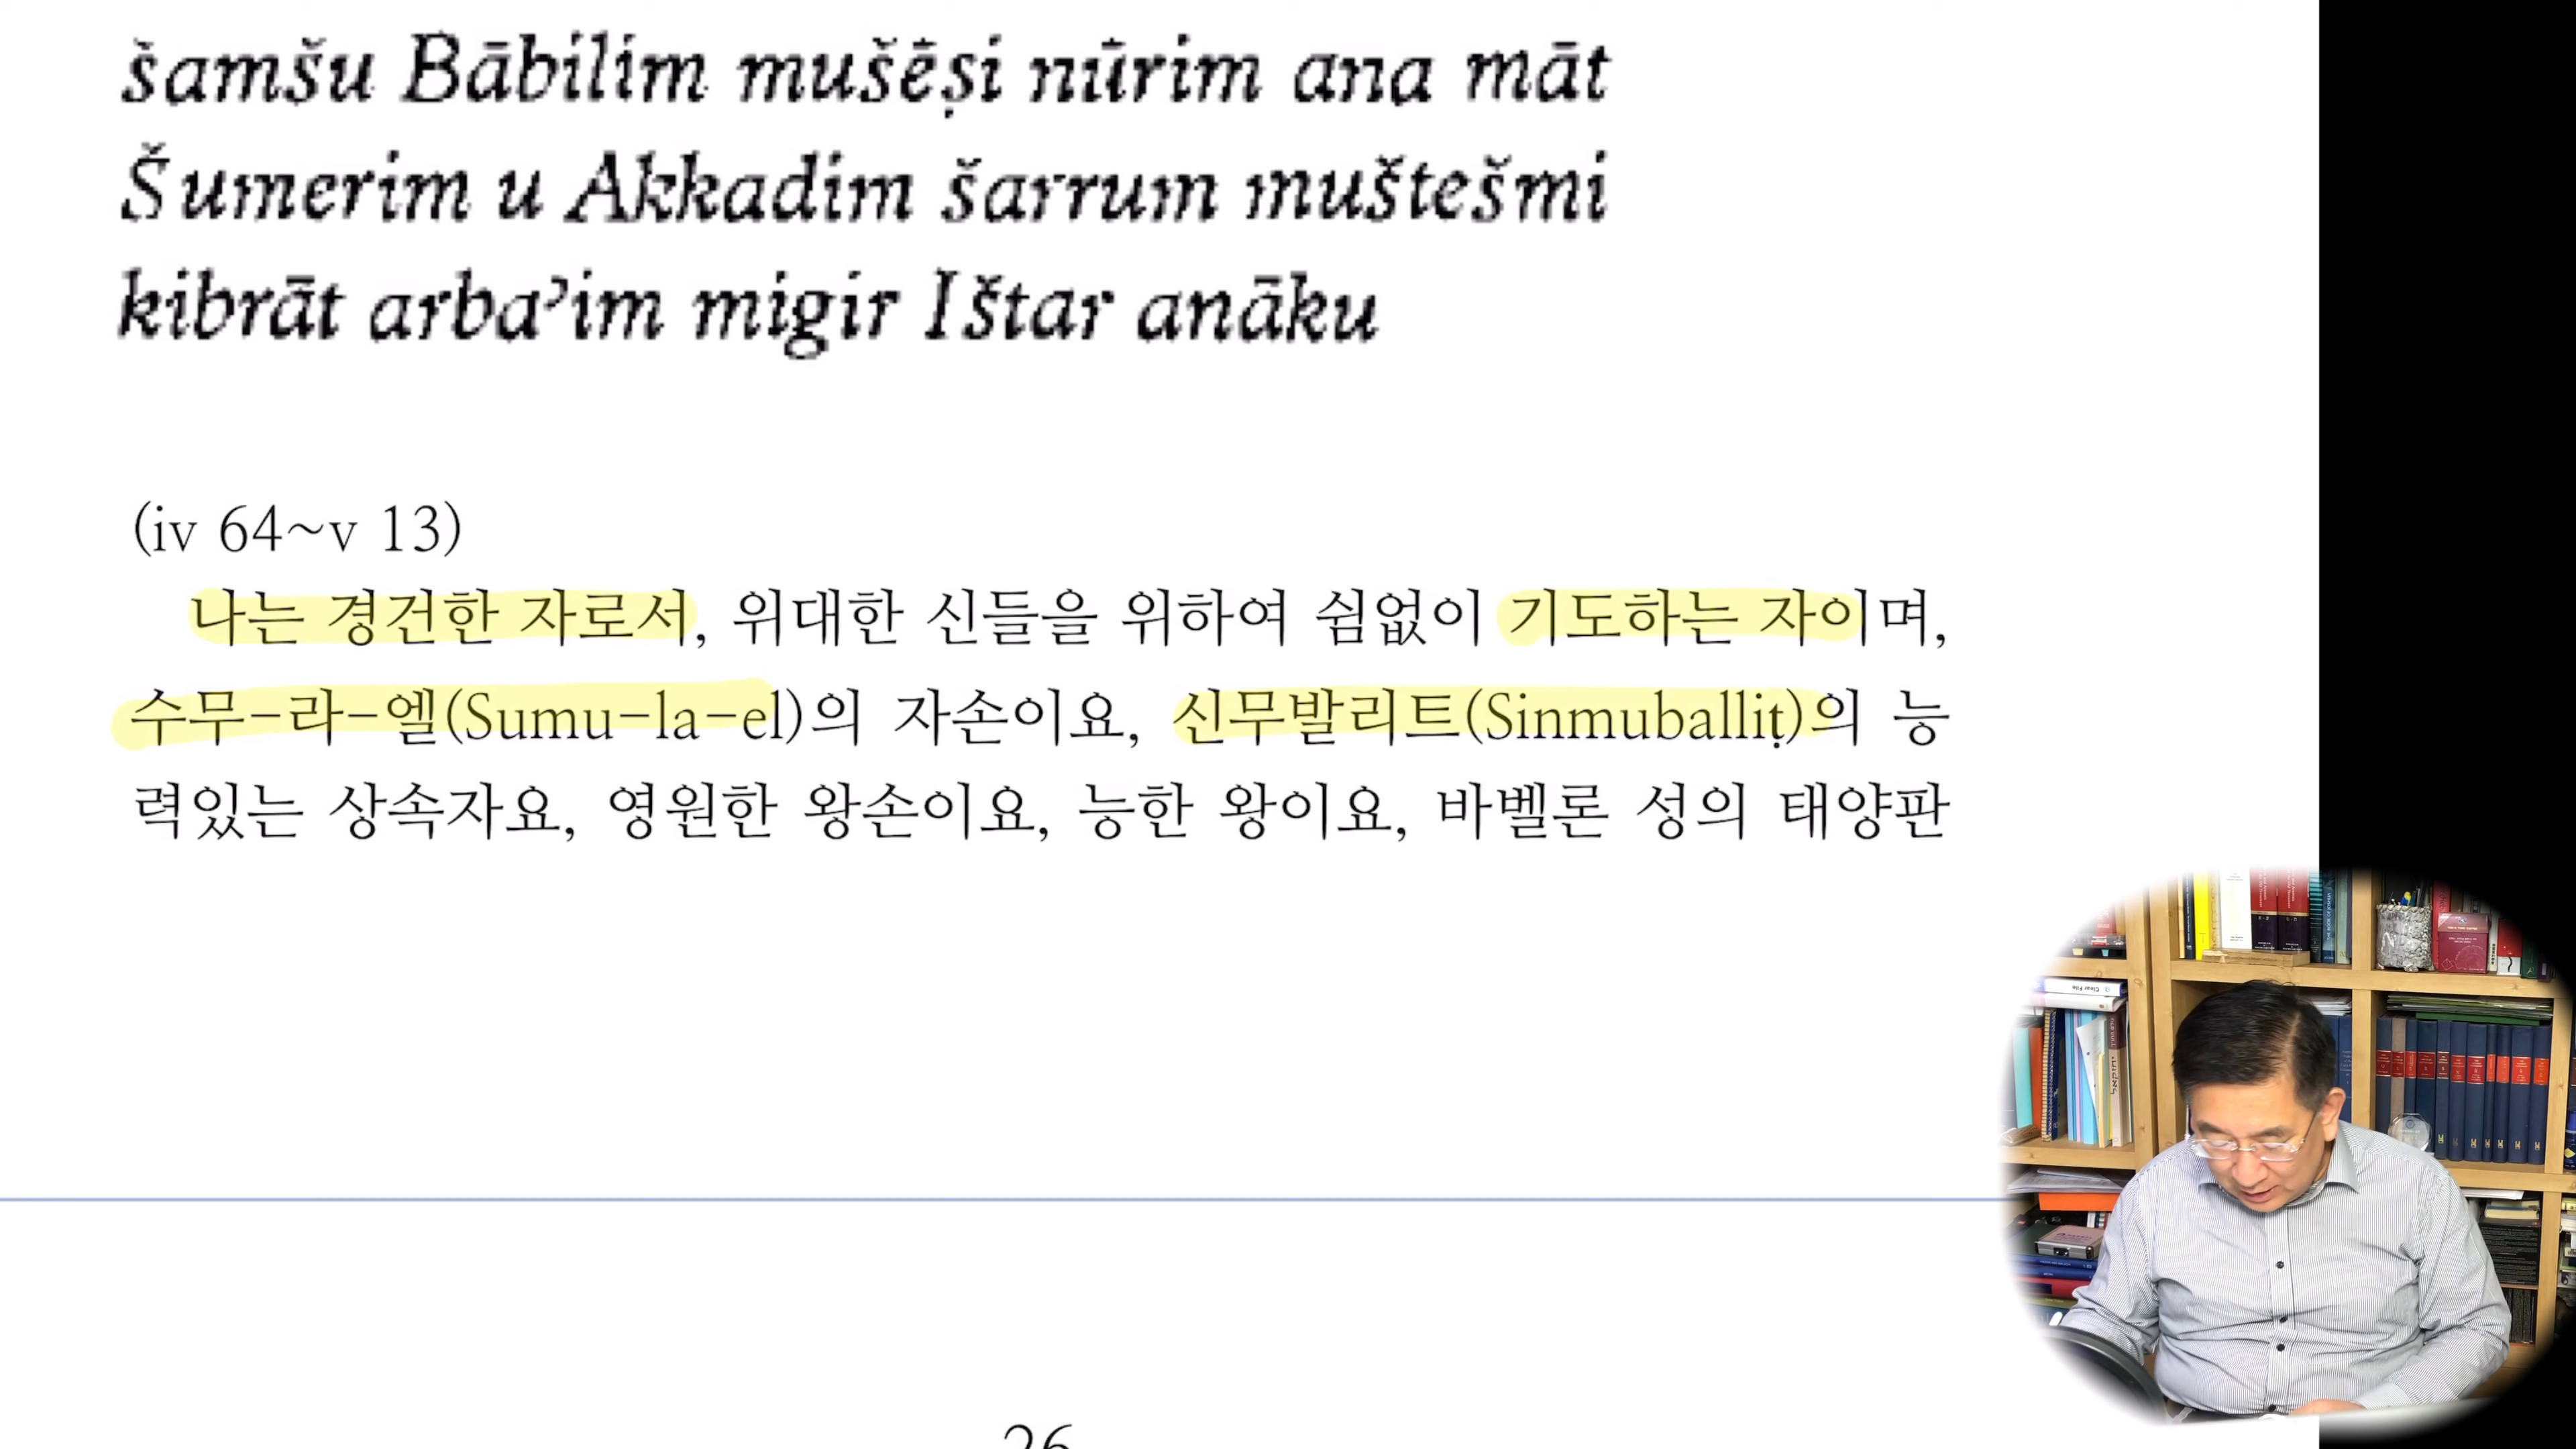 šamšu Bābilim mušēṣi nūrim ana māt
Šumerim u Akkadim šarrum muštešmi
kibrāt arbaʾim migir Ištar anāku
(iv 64~v 13)
나는 경건한 자로서, 위대한 신들을 위하여 쉼없이 기도하는 자이며,
수무-라-엘(Sumu-la-el)의 자손이요, 신무발리트(Sinmuballiṭ)의 능
력있는 상속자요, 영원한 왕손이요, 능한 왕이요, 바벨론 성의 태양판
26
Clear File